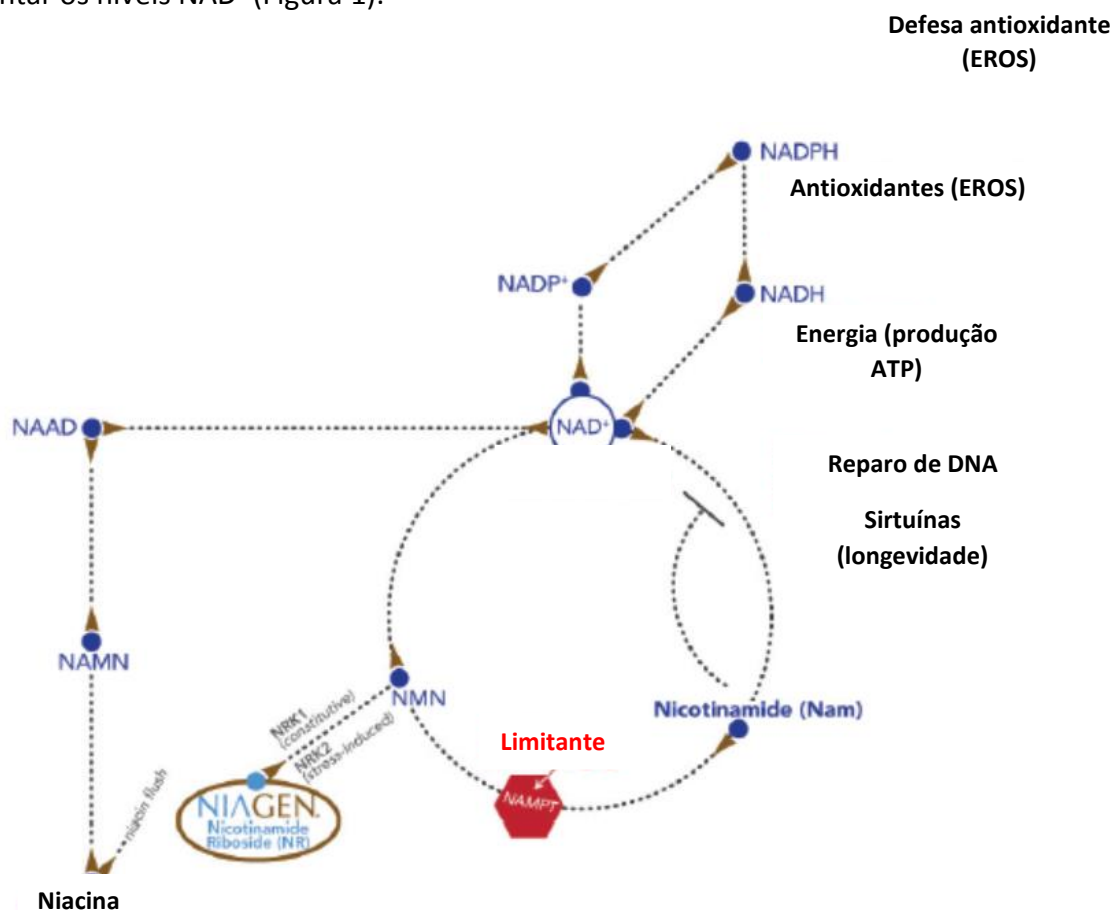 ntar os níveis NAD⁺ (Figura 1).
Defesa antioxidante
(EROS)
NADPH
Antioxidantes (EROS)
NADP⁺
NADH
Energia (produção
ATP)
NAAD
NAD⁺
Reparo de DNA
Sirtuínas
(longevidade)
NAMN
NMN
Nicotinamide (Nam)
NRK1
(constitutive)
NRK2
(stress-induced)
Limitante
NAMPT
niacin flush
NIAGEN
Nicotinamide
Riboside (NR)
Niacina